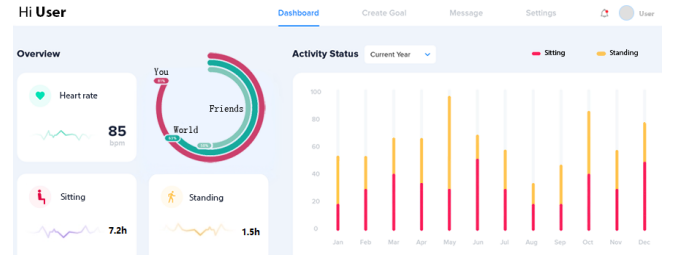 Hi User
Dashboard
Create Goal
Message
Settings
User
Overview
Heart rate
85
bpm
You
Friends
World
Activity Status
Current Year
Sitting
Standing
100
80
60
40
20
0
Jan Feb Mar Apr May Jun Jul Aug Sep Oct Nov Dec
Sitting
7.2h
Standing
1.5h